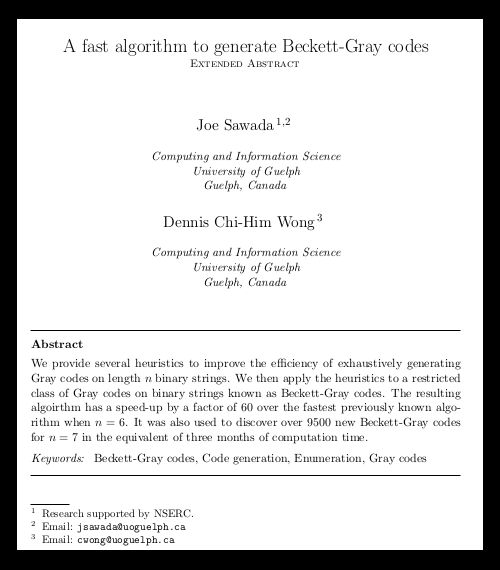 A fast algorithm to generate Beckett-Gray codes
Extended Abstract
Joe Sawada 1,2
Computing and Information Science
University of Guelph
Guelph, Canada
Dennis Chi-Him Wong 3
Computing and Information Science
University of Guelph
Guelph, Canada
Abstract
We provide several heuristics to improve the efficiency of exhaustively generating
Gray codes on length n binary strings. We then apply the heuristics to a restricted
class of Gray codes on binary strings known as Beckett-Gray codes. The resulting
algoirthm has a speed-up by a factor of 60 over the fastest previously known algo-
rithm when n = 6. It was also used to discover over 9500 new Beckett-Gray codes
for n = 7 in the equivalent of three months of computation time.
Keywords: Beckett-Gray codes, Code generation, Enumeration, Gray codes
1 Research supported by NSERC.
2 Email: jsawada@uoguelph.ca
3 Email: cwong@uoguelph.ca